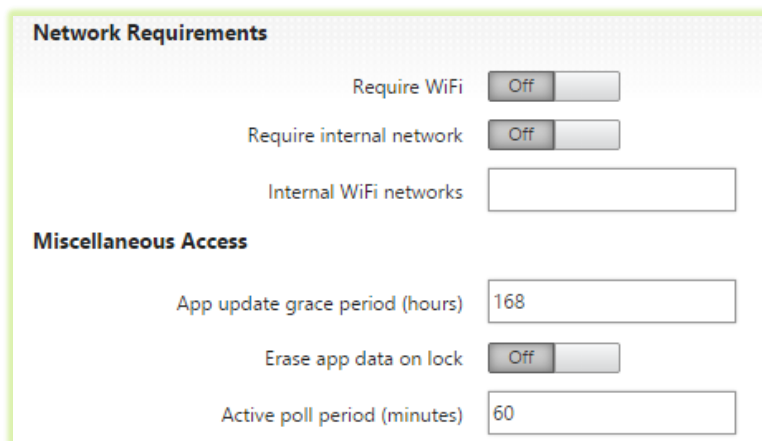 Network Requirements
Require WiFi Off
Require internal network Off
Internal WiFi networks
Miscellaneous Access
App update grace period (hours) 168
Erase app data on lock Off
Active poll period (minutes) 60